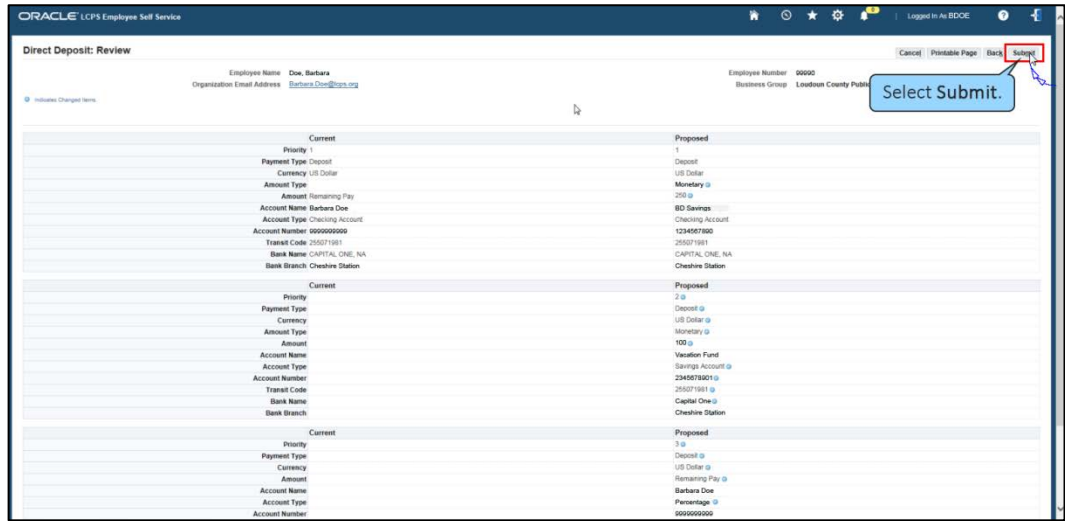 ORACLE' LCPS Employee Self Service
0
Logged In As BDOE
?
Direct Deposit: Review
Cancel Printable Page Back Submit
Employee Name Doe, Barbara
Employee Number 99990
Organization Email Address Barbara.Doe@lcps.org
Business Group Loudoun County Public
Select Submit.
Indicates Changed Items.
Current Proposed
Priority 1 1
Payment Type Deposit Deposit
Currency US Dollar US Dollar
Amount Type Monetary
Amount Remaining Pay 250
Account Name Barbara Doe BD Savings
Account Type Checking Account Checking Account
Account Number 9999999999 1234567890
Transit Code 255071981 255071981
Bank Name CAPITAL ONE, NA CAPITAL ONE, NA
Bank Branch Cheshire Station Cheshire Station
Current Proposed
Priority 2
Payment Type Deposit
Currency US Dollar
Amount Type Monetary
Amount 100
Account Name Vacation Fund
Account Type Savings Account
Account Number 2345678901
Transit Code 255071981
Bank Name Capital One
Bank Branch Cheshire Station
Current Proposed
Priority 3
Payment Type Deposit
Currency US Dollar
Amount Remaining Pay
Account Name Barbara Doe
Account Type Percentage
Account Number 9999999999